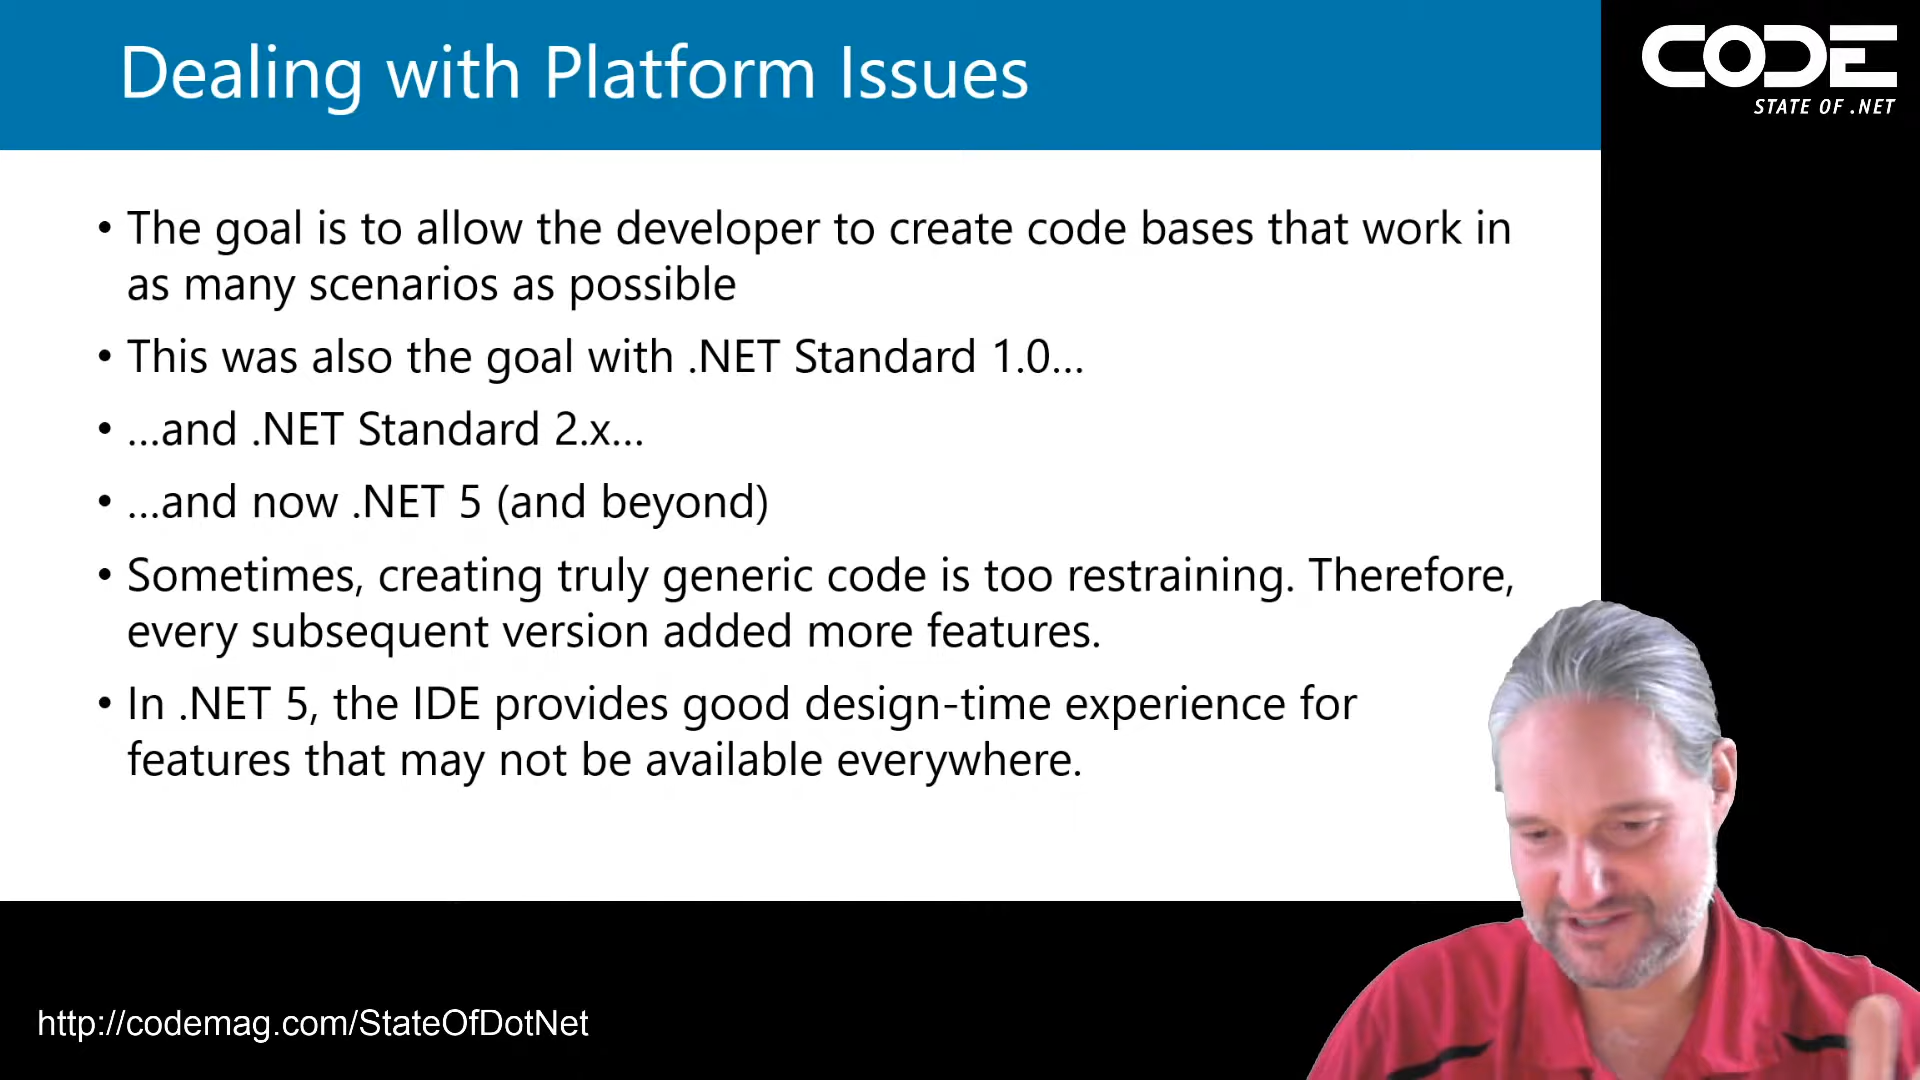 Dealing with Platform Issues
CODE
STATE OF .NET
• The goal is to allow the developer to create code bases that work in
as many scenarios as possible
• This was also the goal with .NET Standard 1.0…
• …and .NET Standard 2.x…
• …and now .NET 5 (and beyond)
• Sometimes, creating truly generic code is too restraining. Therefore,
every subsequent version added more features.
• In .NET 5, the IDE provides good design-time experience for
features that may not be available everywhere.
http://codemag.com/StateOfDotNet